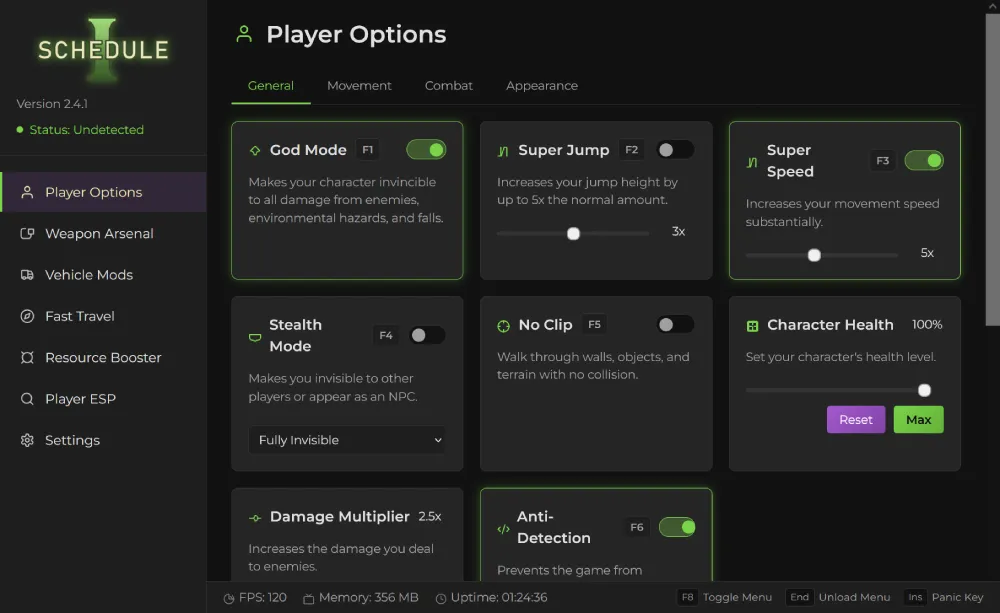 SCHEDULE
I
Version 2.4.1
Status: Undetected
Player Options
Weapon Arsenal
Vehicle Mods
Fast Travel
Resource Booster
Player ESP
Settings
Player Options
General Movement Combat Appearance
God Mode F1
Makes your character invincible
to all damage from enemies,
environmental hazards, and falls.
Super Jump F2
Increases your jump height by
up to 5x the normal amount.
3x
Super
Speed F3
Increases your movement speed
substantially.
5x
Stealth
Mode F4
Makes you invisible to other
players or appear as an NPC.
Fully Invisible
No Clip F5
Walk through walls, objects, and
terrain with no collision.
Character Health 100%
Set your character's health level.
Reset Max
Damage Multiplier 2.5x
Increases the damage you deal
to enemies.
Anti-
Detection F6
Prevents the game from
FPS: 120 Memory: 356 MB Uptime: 01:24:36 F8 Toggle Menu End Unload Menu Ins Panic Key